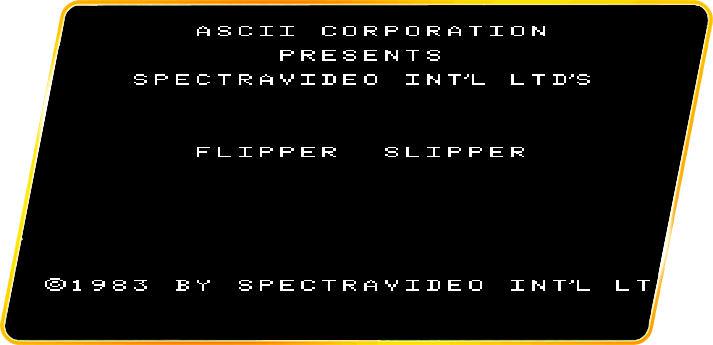 ASCII CORPORATION
PRESENTS
SPECTRAVIDEO INT'L LTD'S
FLIPPER SLIPPER
©1983 BY SPECTRAVIDEO INT'L LT